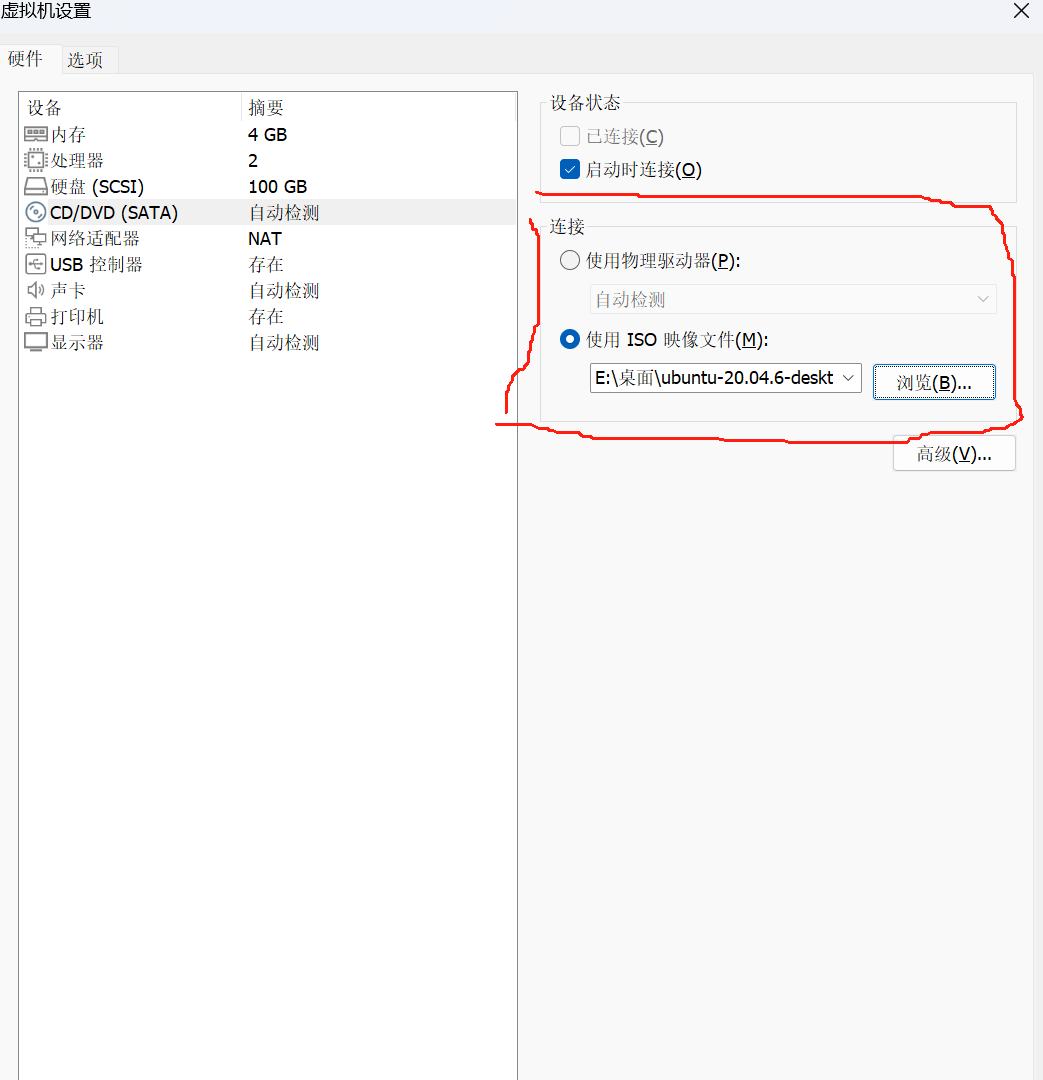 虚拟机设置
硬件 选项
设备 摘要
内存 4 GB
处理器 2
硬盘 (SCSI) 100 GB
CD/DVD (SATA) 自动检测
网络适配器 NAT
USB 控制器 存在
声卡 自动检测
打印机 存在
显示器 自动检测
设备状态
已连接(C)
启动时连接(O)
连接
使用物理驱动器(P):
自动检测
使用 ISO 映像文件(M):
E:\桌面\ubuntu-20.04.6-deskt 浏览(B)...
高级(V)...